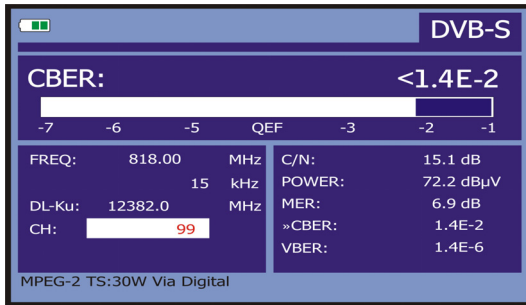 DVB-S
CBER: <1.4E-2
-7 -6 -5 QEF -3 -2 -1
FREQ: 818.00 MHz
15 kHz
DL-Ku: 12382.0 MHz
CH: 99
C/N: 15.1 dB
POWER: 72.2 dBµV
MER: 6.9 dB
»CBER: 1.4E-2
VBER: 1.4E-6
MPEG-2 TS:30W Via Digital